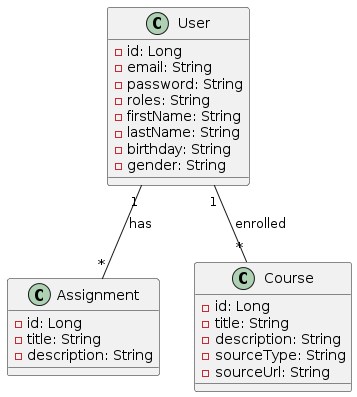 C User
id: Long
email: String
password: String
roles: String
firstName: String
lastName: String
birthday: String
gender: String
1 1
has enrolled
* *
C Assignment
id: Long
title: String
description: String
C Course
id: Long
title: String
description: String
sourceType: String
sourceUrl: String